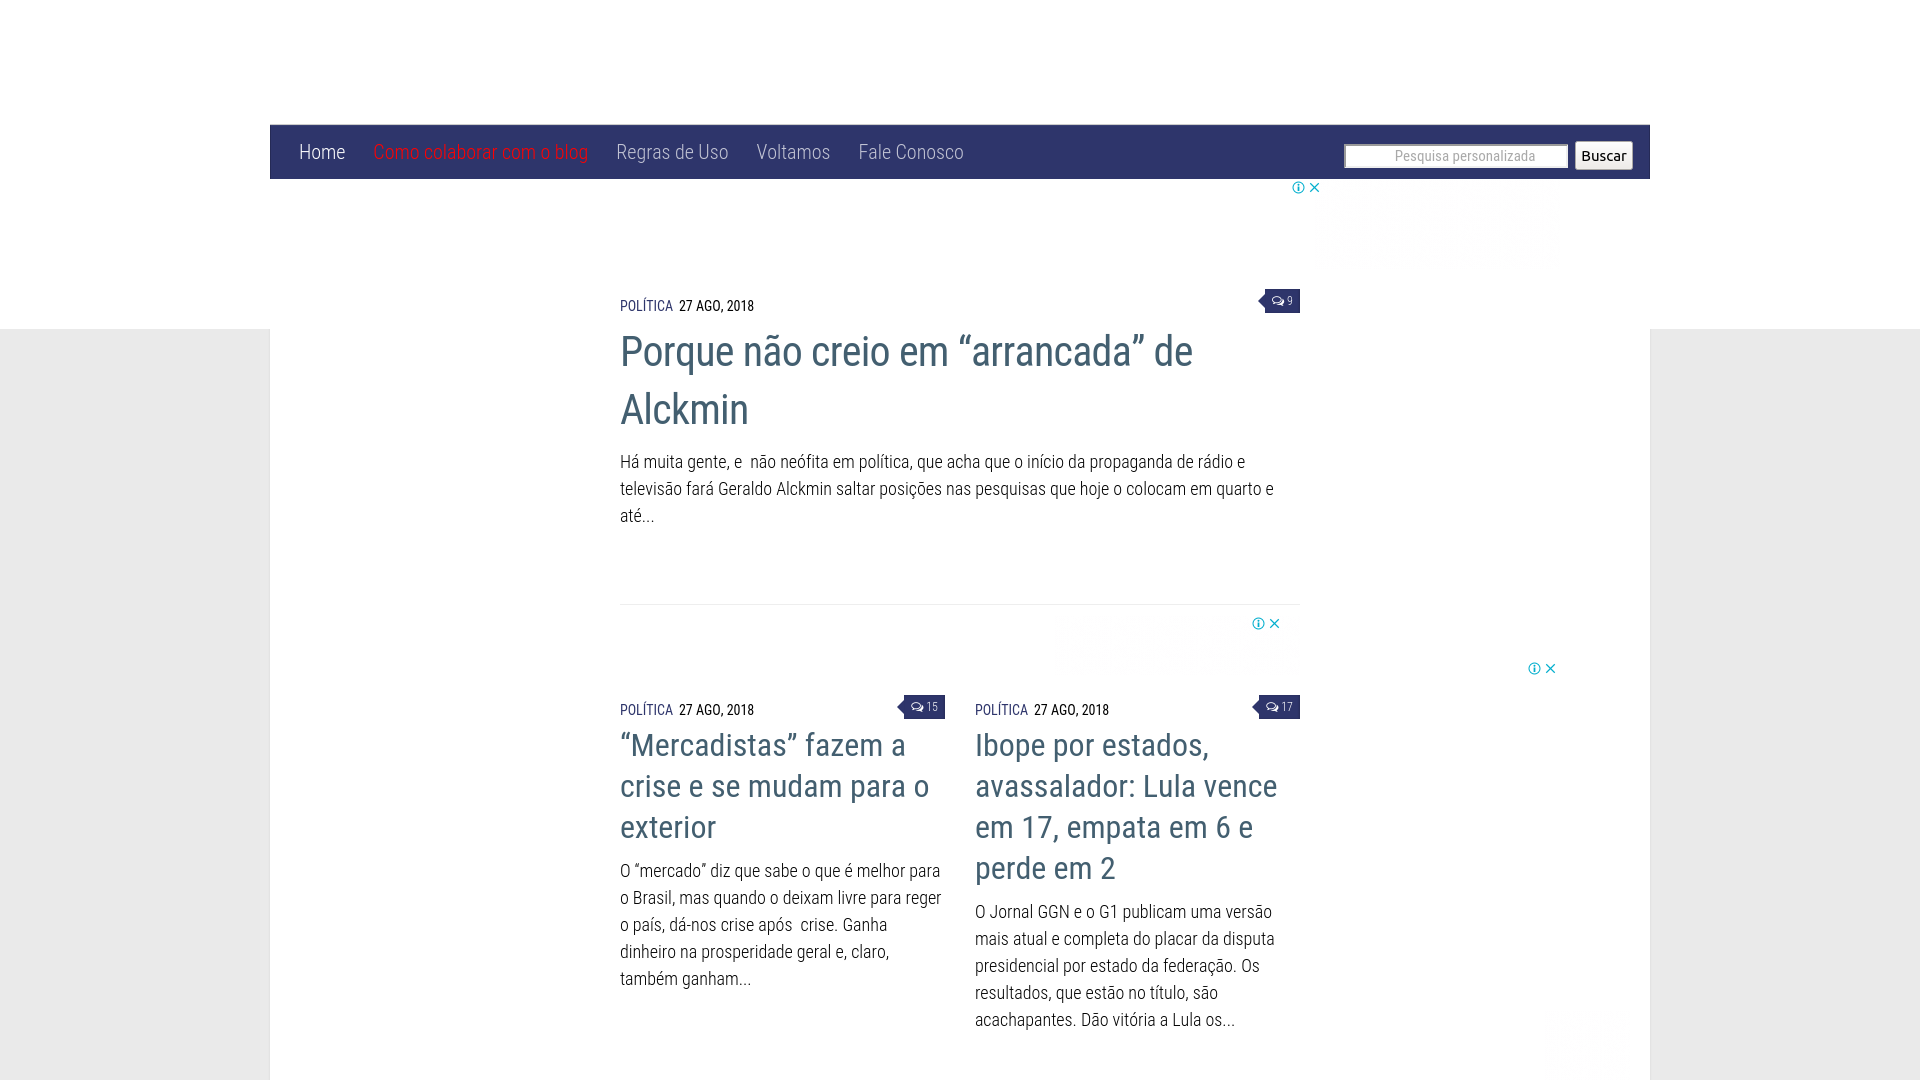 Home Como colaborar com o blog Regras de Uso Voltamos Fale Conosco Pesquisa personalizada Buscar
POLÍTICA 27 AGO, 2018 9
Porque não creio em “arrancada” de
Alckmin
Há muita gente, e  não neófita em política, que acha que o início da propaganda de rádio e
televisão fará Geraldo Alckmin saltar posições nas pesquisas que hoje o colocam em quarto e
até...
POLÍTICA 27 AGO, 2018 15
“Mercadistas” fazem a
crise e se mudam para o
exterior
O “mercado” diz que sabe o que é melhor para
o Brasil, mas quando o deixam livre para reger
o país, dá-nos crise após  crise. Ganha
dinheiro na prosperidade geral e, claro,
também ganham...
POLÍTICA 27 AGO, 2018 17
Ibope por estados,
avassalador: Lula vence
em 17, empata em 6 e
perde em 2
O Jornal GGN e o G1 publicam uma versão
mais atual e completa do placar da disputa
presidencial por estado da federação. Os
resultados, que estão no título, são
acachapantes. Dão vitória a Lula os...